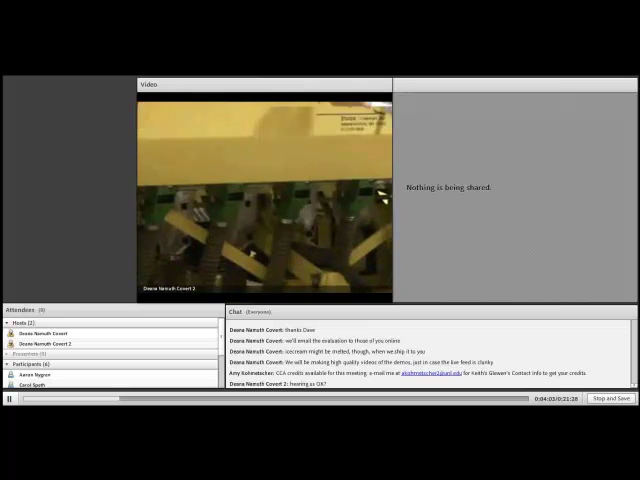 Video
Nothing is being shared.
Deana Namuth Covert 2
Attendees (8)
Hosts (2)
Deana Namuth Covert
Deana Namuth Covert 2
Presenters (0)
Participants (6)
Aaron Nygren
Carol Speth
Chat (Everyone)
Deana Namuth Covert: thanks Dave
Deana Namuth Covert: we'll email the evaluation to those of you online
Deana Namuth Covert: icecream might be melted, though, when we ship it to you
Deana Namuth Covert: We will be making high quality videos of the demos, just in case the live feed is clunky
Amy Kohmetscher: CCA credits available for this meeting. e-mail me at akohmetscher2@unl.edu for Keith's Glewen's Contact Info to get your credits
Deana Namuth Covert 2: hearing us OK?
0:04:03/0:21:28
Stop and Save